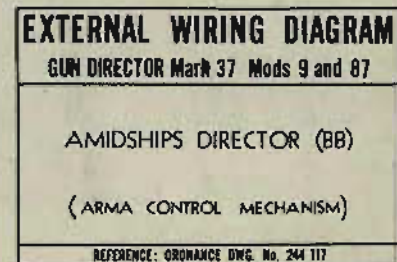 EXTERNAL WIRING DIAGRAM
GUN DIRECTOR Mark 37 Mods 9 and 87
AMIDSHIPS DIRECTOR (BB)
(ARMA CONTROL MECHANISM)
REFERENCE: ORDNANCE DWG. No. 244 117